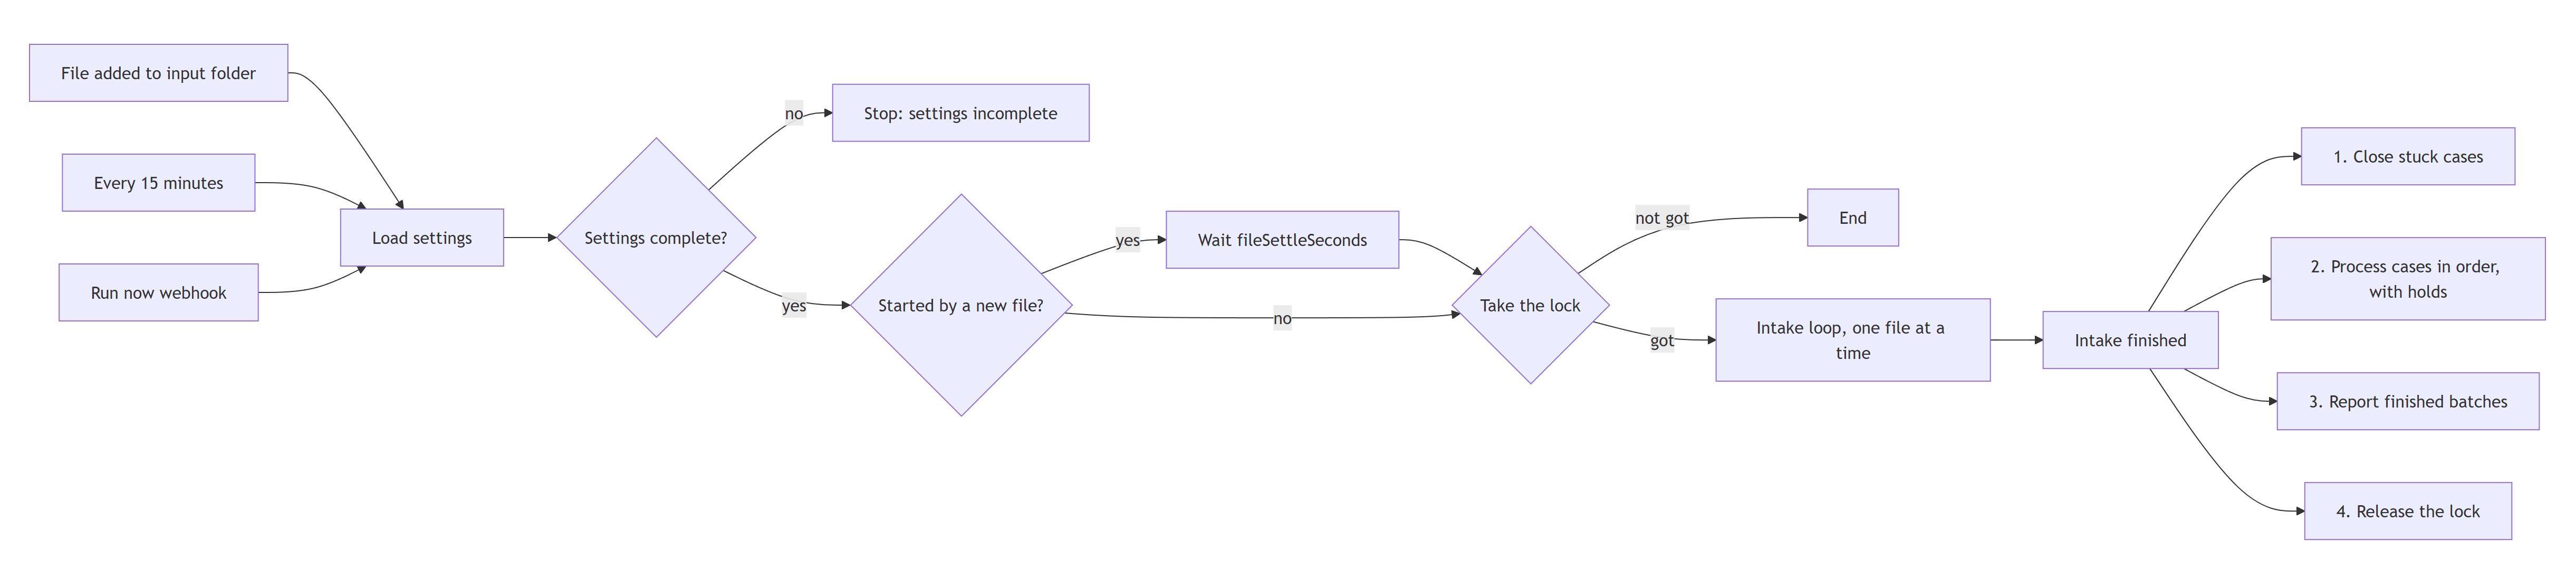 File added to input folder
Every 15 minutes
Run now webhook
Load settings
Settings complete?
no
yes
Stop: settings incomplete
Started by a new file?
yes
no
Wait fileSettleSeconds
Take the lock
not got
got
End
Intake loop, one file at a
time
Intake finished
1. Close stuck cases
2. Process cases in order,
with holds
3. Report finished batches
4. Release the lock